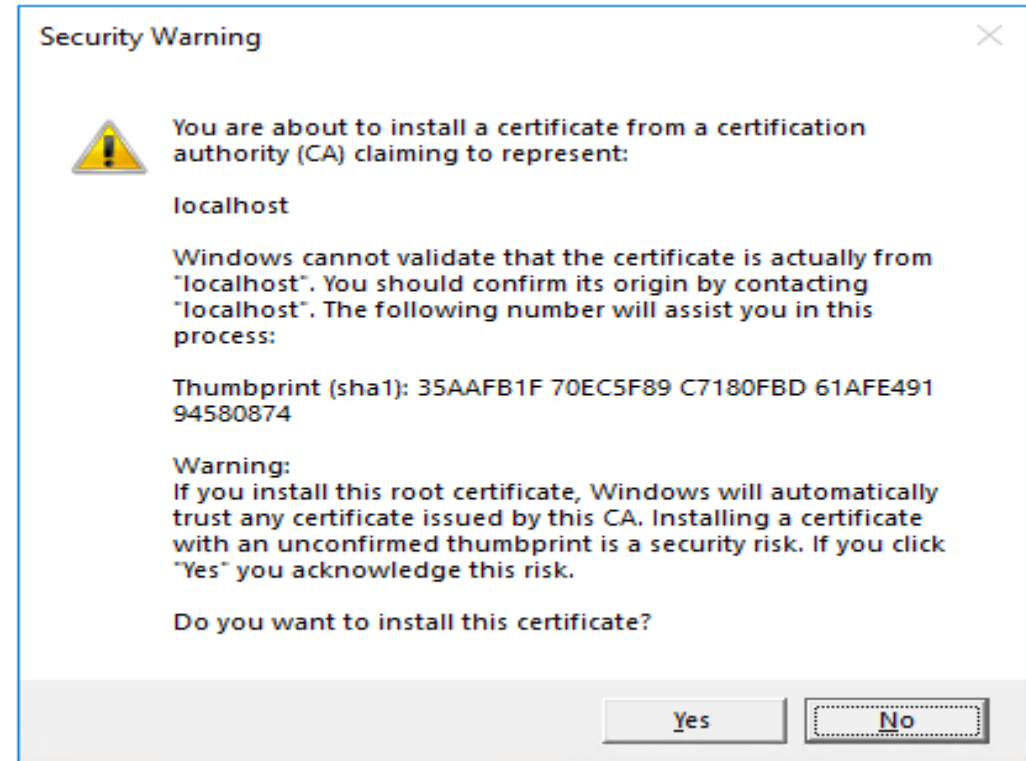 Security Warning
You are about to install a certificate from a certification
authority (CA) claiming to represent:
localhost
Windows cannot validate that the certificate is actually from
"localhost". You should confirm its origin by contacting
"localhost". The following number will assist you in this
process:
Thumbprint (sha1): 35AAFB1F 70EC5F89 C7180FBD 61AFE491
94580874
Warning:
If you install this root certificate, Windows will automatically
trust any certificate issued by this CA. Installing a certificate
with an unconfirmed thumbprint is a security risk. If you click
"Yes" you acknowledge this risk.
Do you want to install this certificate?
Yes
No